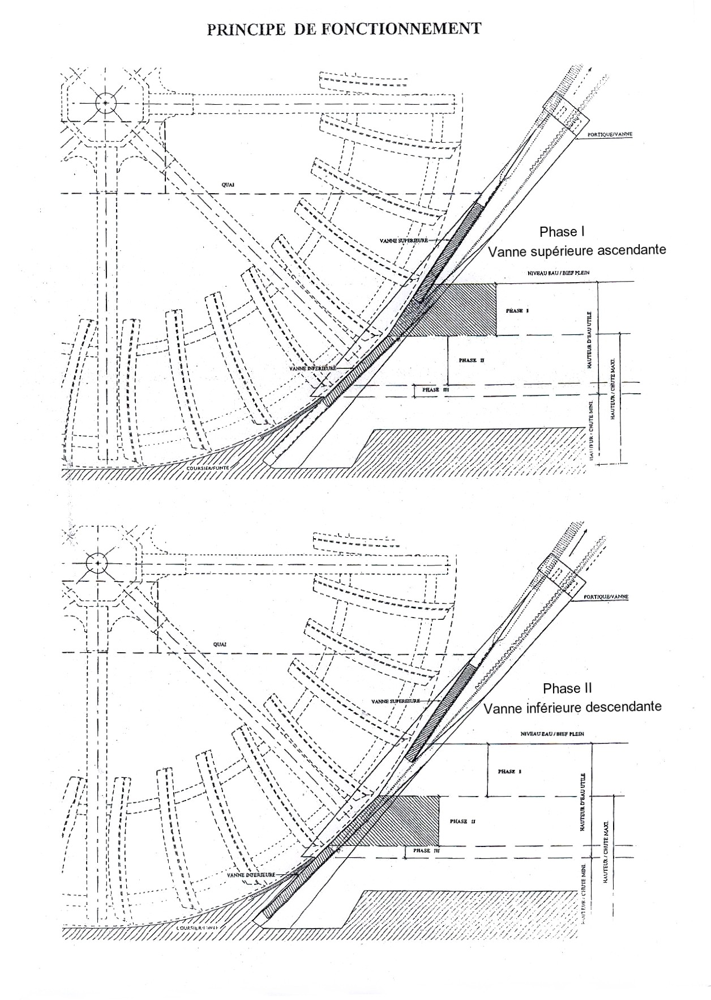 PRINCIPE DE FONCTIONNEMENT
PORTIQUE/VANNE
QUAI
Phase I
VANNE SUPERIEURE
Vanne supérieure ascendante
NIVEAU EAU / BIEF PLEIN
PHASE I
HAUTEUR D'EAU UTILE
PHASE II
VANNE INFERIEURE
HAUTEUR / CHUTE MAXI.
PHASE III
HAUTEUR / CHUTE MINI.
COURSIER/FONTE
PORTIQUE/VANNE
QUAI
Phase II
VANNE SUPERIEURE
Vanne inférieure descendante
NIVEAU EAU / BIEF PLEIN
PHASE I
HAUTEUR D'EAU UTILE
PHASE II
HAUTEUR / CHUTE MAXI.
PHASE III
VANNE INFERIEURE
HAUTEUR / CHUTE MINI.
COURSIER/FONTE